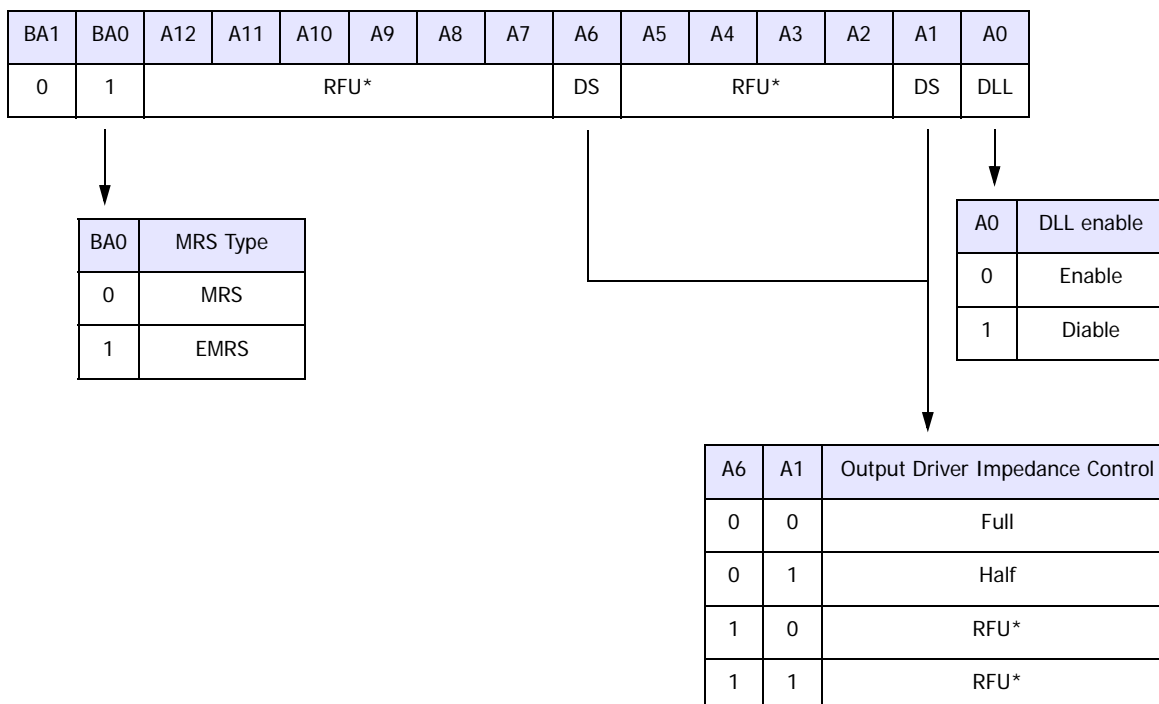 BA1 BA0 A12 A11 A10 A9 A8 A7 A6 A5 A4 A3 A2 A1 A0
0 1 RFU* DS RFU* DS DLL
BA0 MRS Type
0 MRS
1 EMRS
A0 DLL enable
0 Enable
1 Diable
A6 A1 Output Driver Impedance Control
0 0 Full
0 1 Half
1 0 RFU*
1 1 RFU*